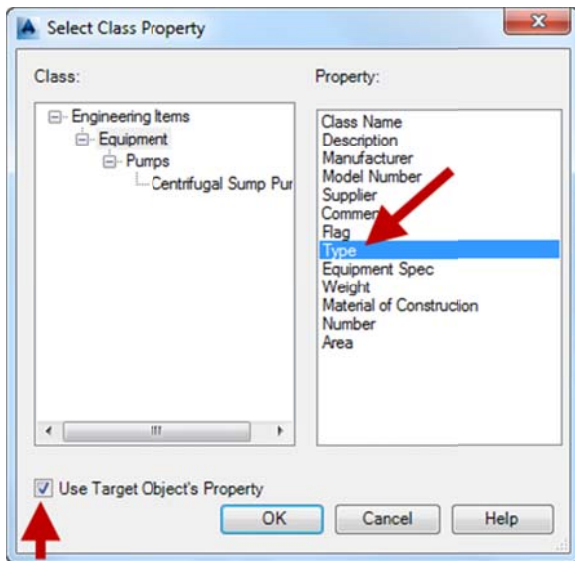 Select Class Property
Class:
Engineering Items
Equipment
Pumps
Centrifugal Sump Pur
Property:
Class Name
Description
Manufacturer
Model Number
Supplier
Commen
Flag
Type
Equipment Spec
Weight
Material of Construction
Number
Area
Use Target Object's Property
OK
Cancel
Help